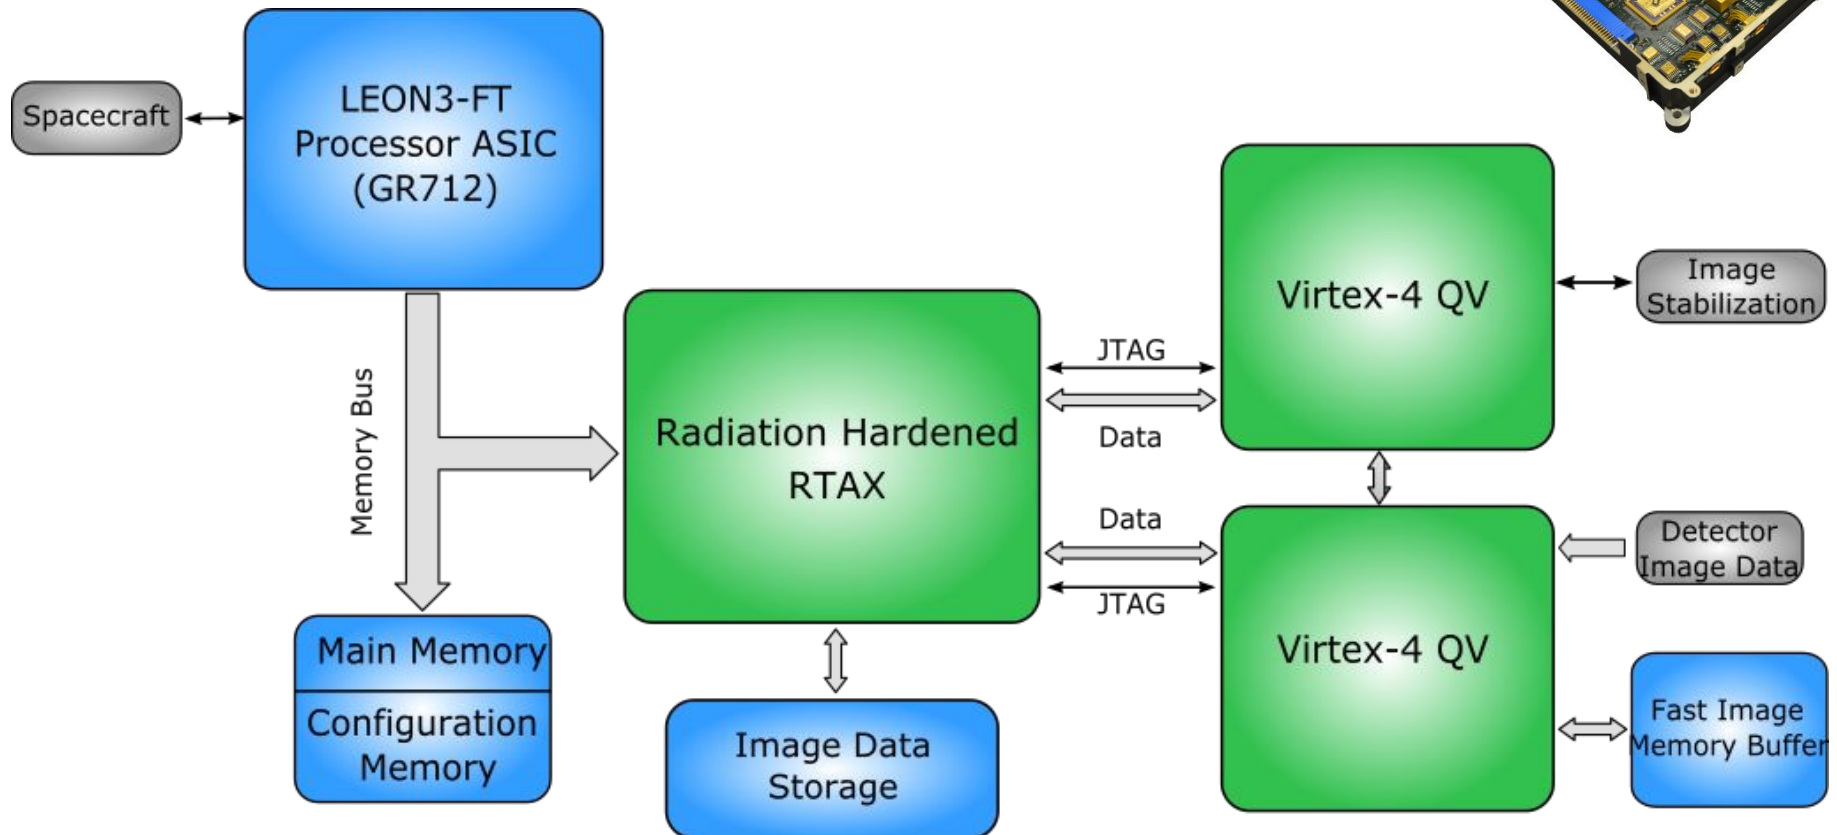 Spacecraft
LEON3-FT
Processor ASIC
(GR712)
Memory Bus
Main Memory
Configuration
Memory
Radiation Hardened
RTAX
Image Data
Storage
JTAG
Data
Data
JTAG
Virtex-4 QV
Image
Stabilization
Virtex-4 QV
Detector
Image Data
Fast Image
Memory Buffer